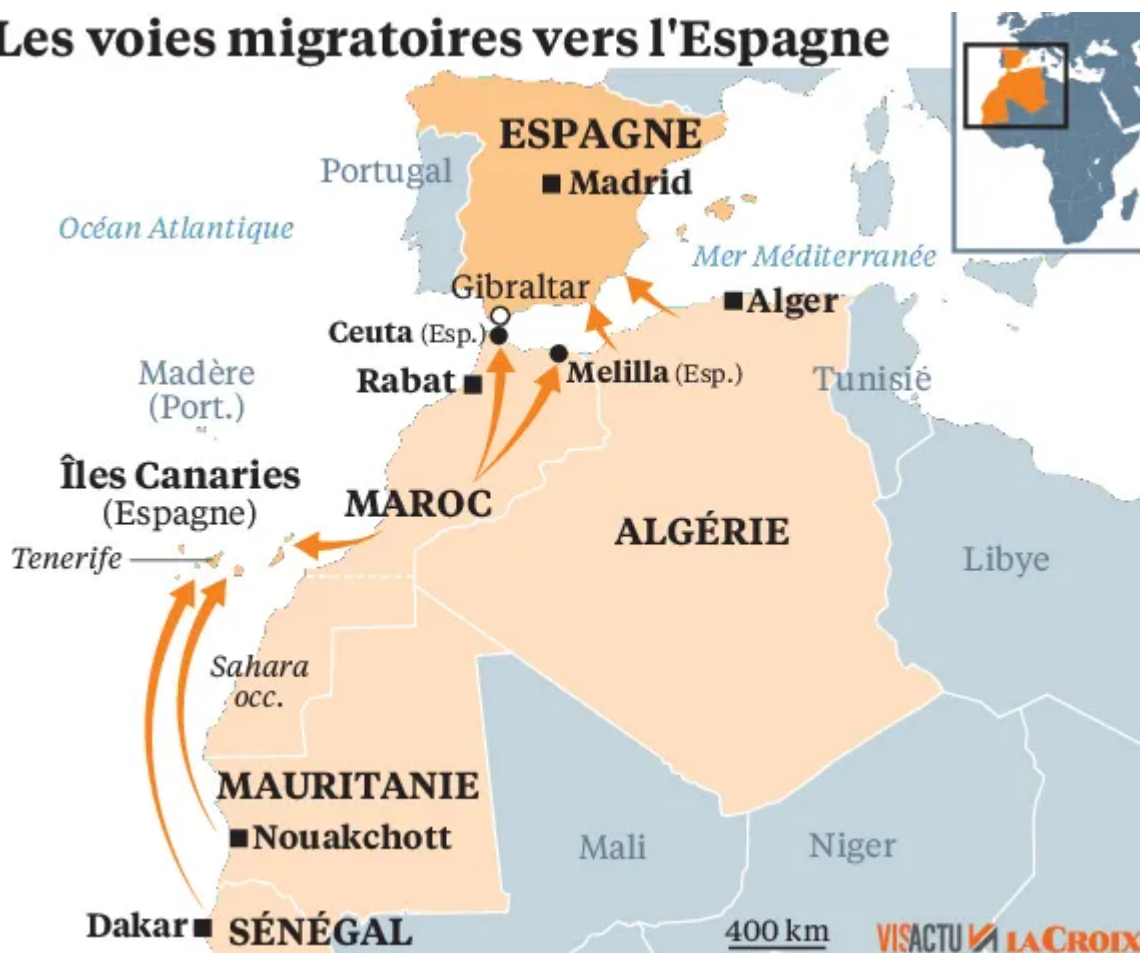 Les voies migratoires vers l'Espagne
ESPAGNE
Portugal
Madrid
Océan Atlantique
Mer Méditerranée
Gibraltar
Alger
Ceuta (Esp.)
Melilla (Esp.)
Rabat
Tunisie
Madère
(Port.)
Îles Canaries
(Espagne)
MAROC
ALGÉRIE
Tenerife
Libye
Sahara
occ.
MAURITANIE
Nouakchott
Mali
Niger
Dakar
SÉNÉGAL
400 km
VISACTU LA CROIX